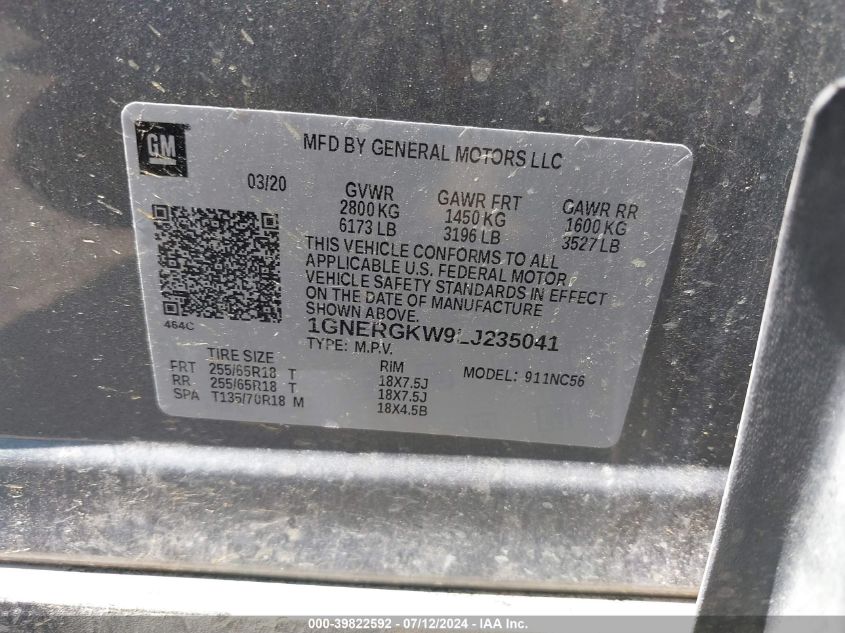 GM
MFD BY GENERAL MOTORS LLC
03/20
GVWR GAWR FRT GAWR RR
2800 KG 1450 KG 1600 KG
6173 LB 3196 LB 3527 LB
THIS VEHICLE CONFORMS TO ALL
APPLICABLE U.S. FEDERAL MOTOR
VEHICLE SAFETY STANDARDS IN EFFECT
ON THE DATE OF MANUFACTURE
SHOWN ABOVE.
464C
1GNERGKW9LJ235041
TYPE: M.P.V.
TIRE SIZE RIM MODEL: 911NC56
FRT 255/65R18 T 18X7.5J
RR 255/65R18 T 18X7.5J
SPA T135/70R18 M 18X4.5B
000-39822592 - 07/12/2024 - IAA Inc.